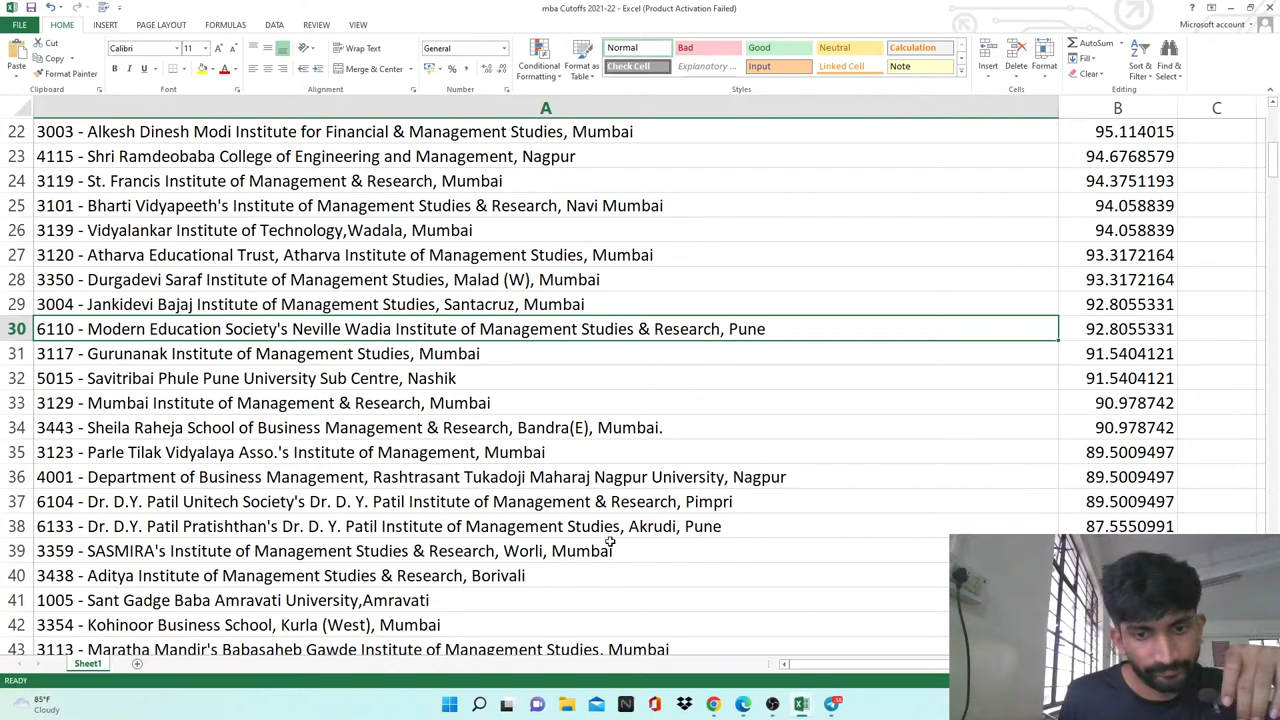 mba Cutoffs 2021-22 - Excel (Product Activation Failed)
FILE HOME INSERT PAGE LAYOUT FORMULAS DATA REVIEW VIEW Microsoft account
Paste Cut Copy Format Painter Clipboard
Calibri 11 B I U Font
Wrap Text Merge & Center Alignment
General % Number
Conditional Formatting Format as Table
Normal Bad Good Neutral Calculation
Check Cell Explanatory ... Input Linked Cell Note
Styles
Insert Delete Format Cells
AutoSum Fill Clear Sort & Filter Find & Select Editing
A B C
22 3003 - Alkesh Dinesh Modi Institute for Financial & Management Studies, Mumbai 95.114015
23 4115 - Shri Ramdeobaba College of Engineering and Management, Nagpur 94.6768579
24 3119 - St. Francis Institute of Management & Research, Mumbai 94.3751193
25 3101 - Bharti Vidyapeeth's Institute of Management Studies & Research, Navi Mumbai 94.058839
26 3139 - Vidyalankar Institute of Technology,Wadala, Mumbai 94.058839
27 3120 - Atharva Educational Trust, Atharva Institute of Management Studies, Mumbai 93.3172164
28 3350 - Durgadevi Saraf Institute of Management Studies, Malad (W), Mumbai 93.3172164
29 3004 - Jankidevi Bajaj Institute of Management Studies, Santacruz, Mumbai 92.8055331
30 6110 - Modern Education Society's Neville Wadia Institute of Management Studies & Research, Pune 92.8055331
31 3117 - Gurunanak Institute of Management Studies, Mumbai 91.5404121
32 5015 - Savitribai Phule Pune University Sub Centre, Nashik 91.5404121
33 3129 - Mumbai Institute of Management & Research, Mumbai 90.978742
34 3443 - Sheila Raheja School of Business Management & Research, Bandra(E), Mumbai. 90.978742
35 3123 - Parle Tilak Vidyalaya Asso.'s Institute of Management, Mumbai 89.5009497
36 4001 - Department of Business Management, Rashtrasant Tukadoji Maharaj Nagpur University, Nagpur 89.5009497
37 6104 - Dr. D.Y. Patil Unitech Society's Dr. D. Y. Patil Institute of Management & Research, Pimpri 89.5009497
38 6133 - Dr. D.Y. Patil Pratishthan's Dr. D. Y. Patil Institute of Management Studies, Akrudi, Pune 87.5550991
39 3359 - SASMIRA's Institute of Management Studies & Research, Worli, Mumbai
40 3438 - Aditya Institute of Management Studies & Research, Borivali
41 1005 - Sant Gadge Baba Amravati University,Amravati
42 3354 - Kohinoor Business School, Kurla (West), Mumbai
43 3113 - Maratha Mandir's Babasaheb Gawde Institute of Management Studies, Mumbai
Sheet1
READY
85°F
Cloudy